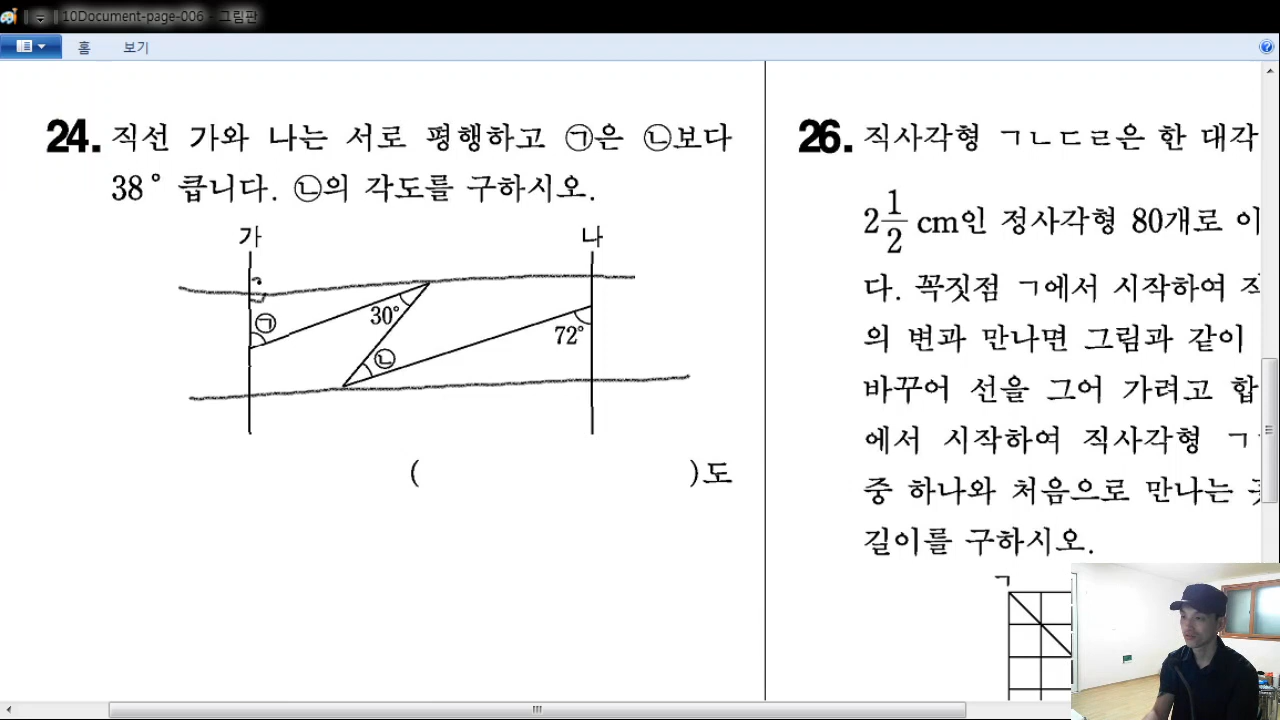 10Document-page-006 - 그림판
홈 보기
24. 직선 가와 나는 서로 평행하고 ㉠은 ㉡보다
38° 큽니다. ㉡의 각도를 구하시오.
가 나
㉠ 30° ㉡ 72°
( )도
26. 직사각형 ㄱㄴㄷㄹ은 한 대각
2 1/2 cm인 정사각형 80개로 이
다. 꼭짓점 ㄱ에서 시작하여
의 변과 만나면 그림과 같이
바꾸어 선을 그어 가려고 합
에서 시작하여 직사각형 ㄱ
중 하나와 처음으로 만나는
길이를 구하시오.
ㄱ